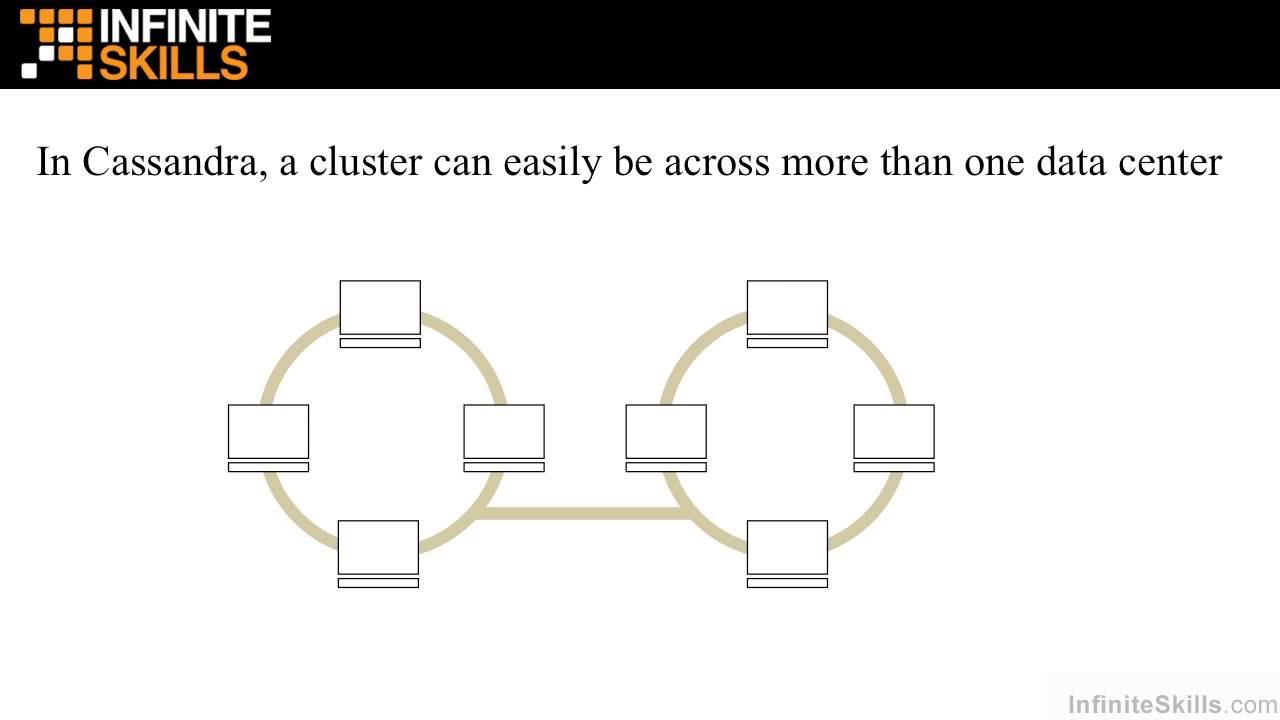 INFINITE
SKILLS
In Cassandra, a cluster can easily be across more than one data center
InfiniteSkills.com